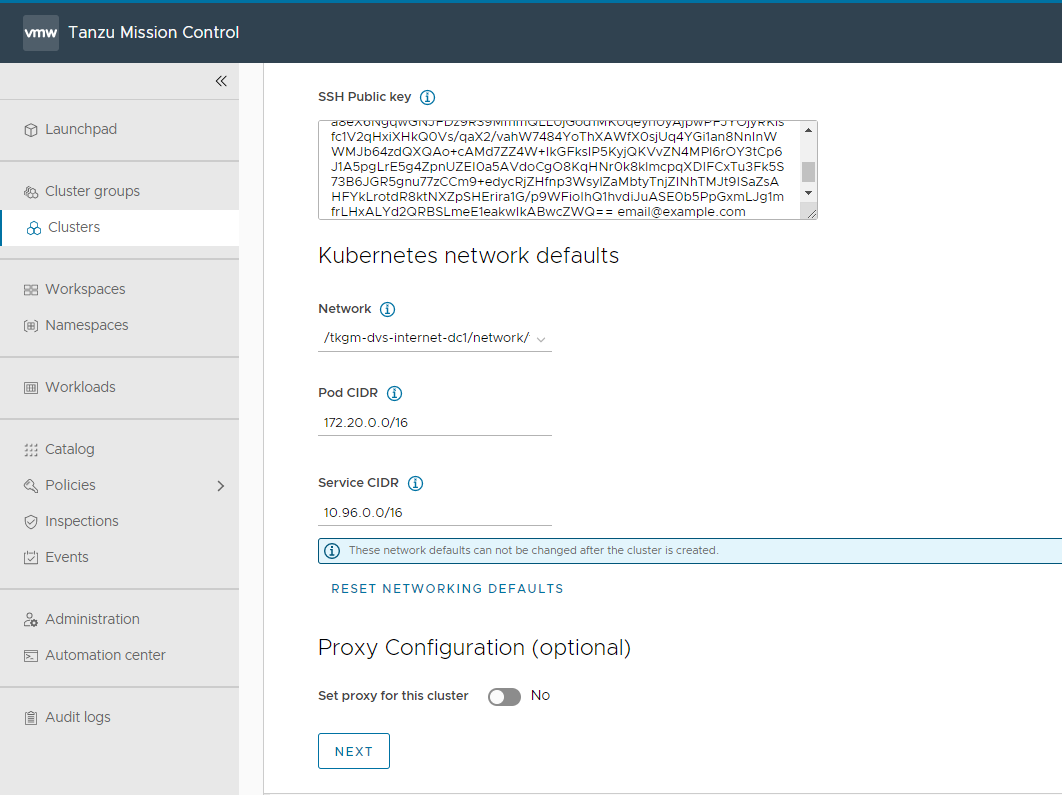 vmw Tanzu Mission Control
Launchpad
Cluster groups
Clusters
Workspaces
Namespaces
Workloads
Catalog
Policies
Inspections
Events
Administration
Automation center
Audit logs
SSH Public key
fc1V2qHxiXHkQ0Vs/qaX2/vahW7484YoThXAWfX0sjUq4YGi1an8NnInW
WMJb64zdQXQAo+cAMd7ZZ4W+IkGFksIP5KyjQKVvZN4MPl6rOY3tCp6
J1A5pgLrE5g4ZpnUZEI0a5AVdoCgO8KqHNr0k8klmcpqXDIFCxTu3Fk5S
73B6JGR5gnu77zCCm9+edycRjZHfnp3WsylZaMbtyTnjZINhTMJt9ISaZsA
HFYkLrotdR8ktNXZpSHErira1G/p9WFioIhQ1hvdiJuASE0b5PpGxmLJg1m
frLHxALYd2QRBSLmeE1eakwIkABwcZWQ== email@example.com
Kubernetes network defaults
Network
/tkgm-dvs-internet-dc1/network/
Pod CIDR
172.20.0.0/16
Service CIDR
10.96.0.0/16
These network defaults can not be changed after the cluster is created.
RESET NETWORKING DEFAULTS
Proxy Configuration (optional)
Set proxy for this cluster No
NEXT